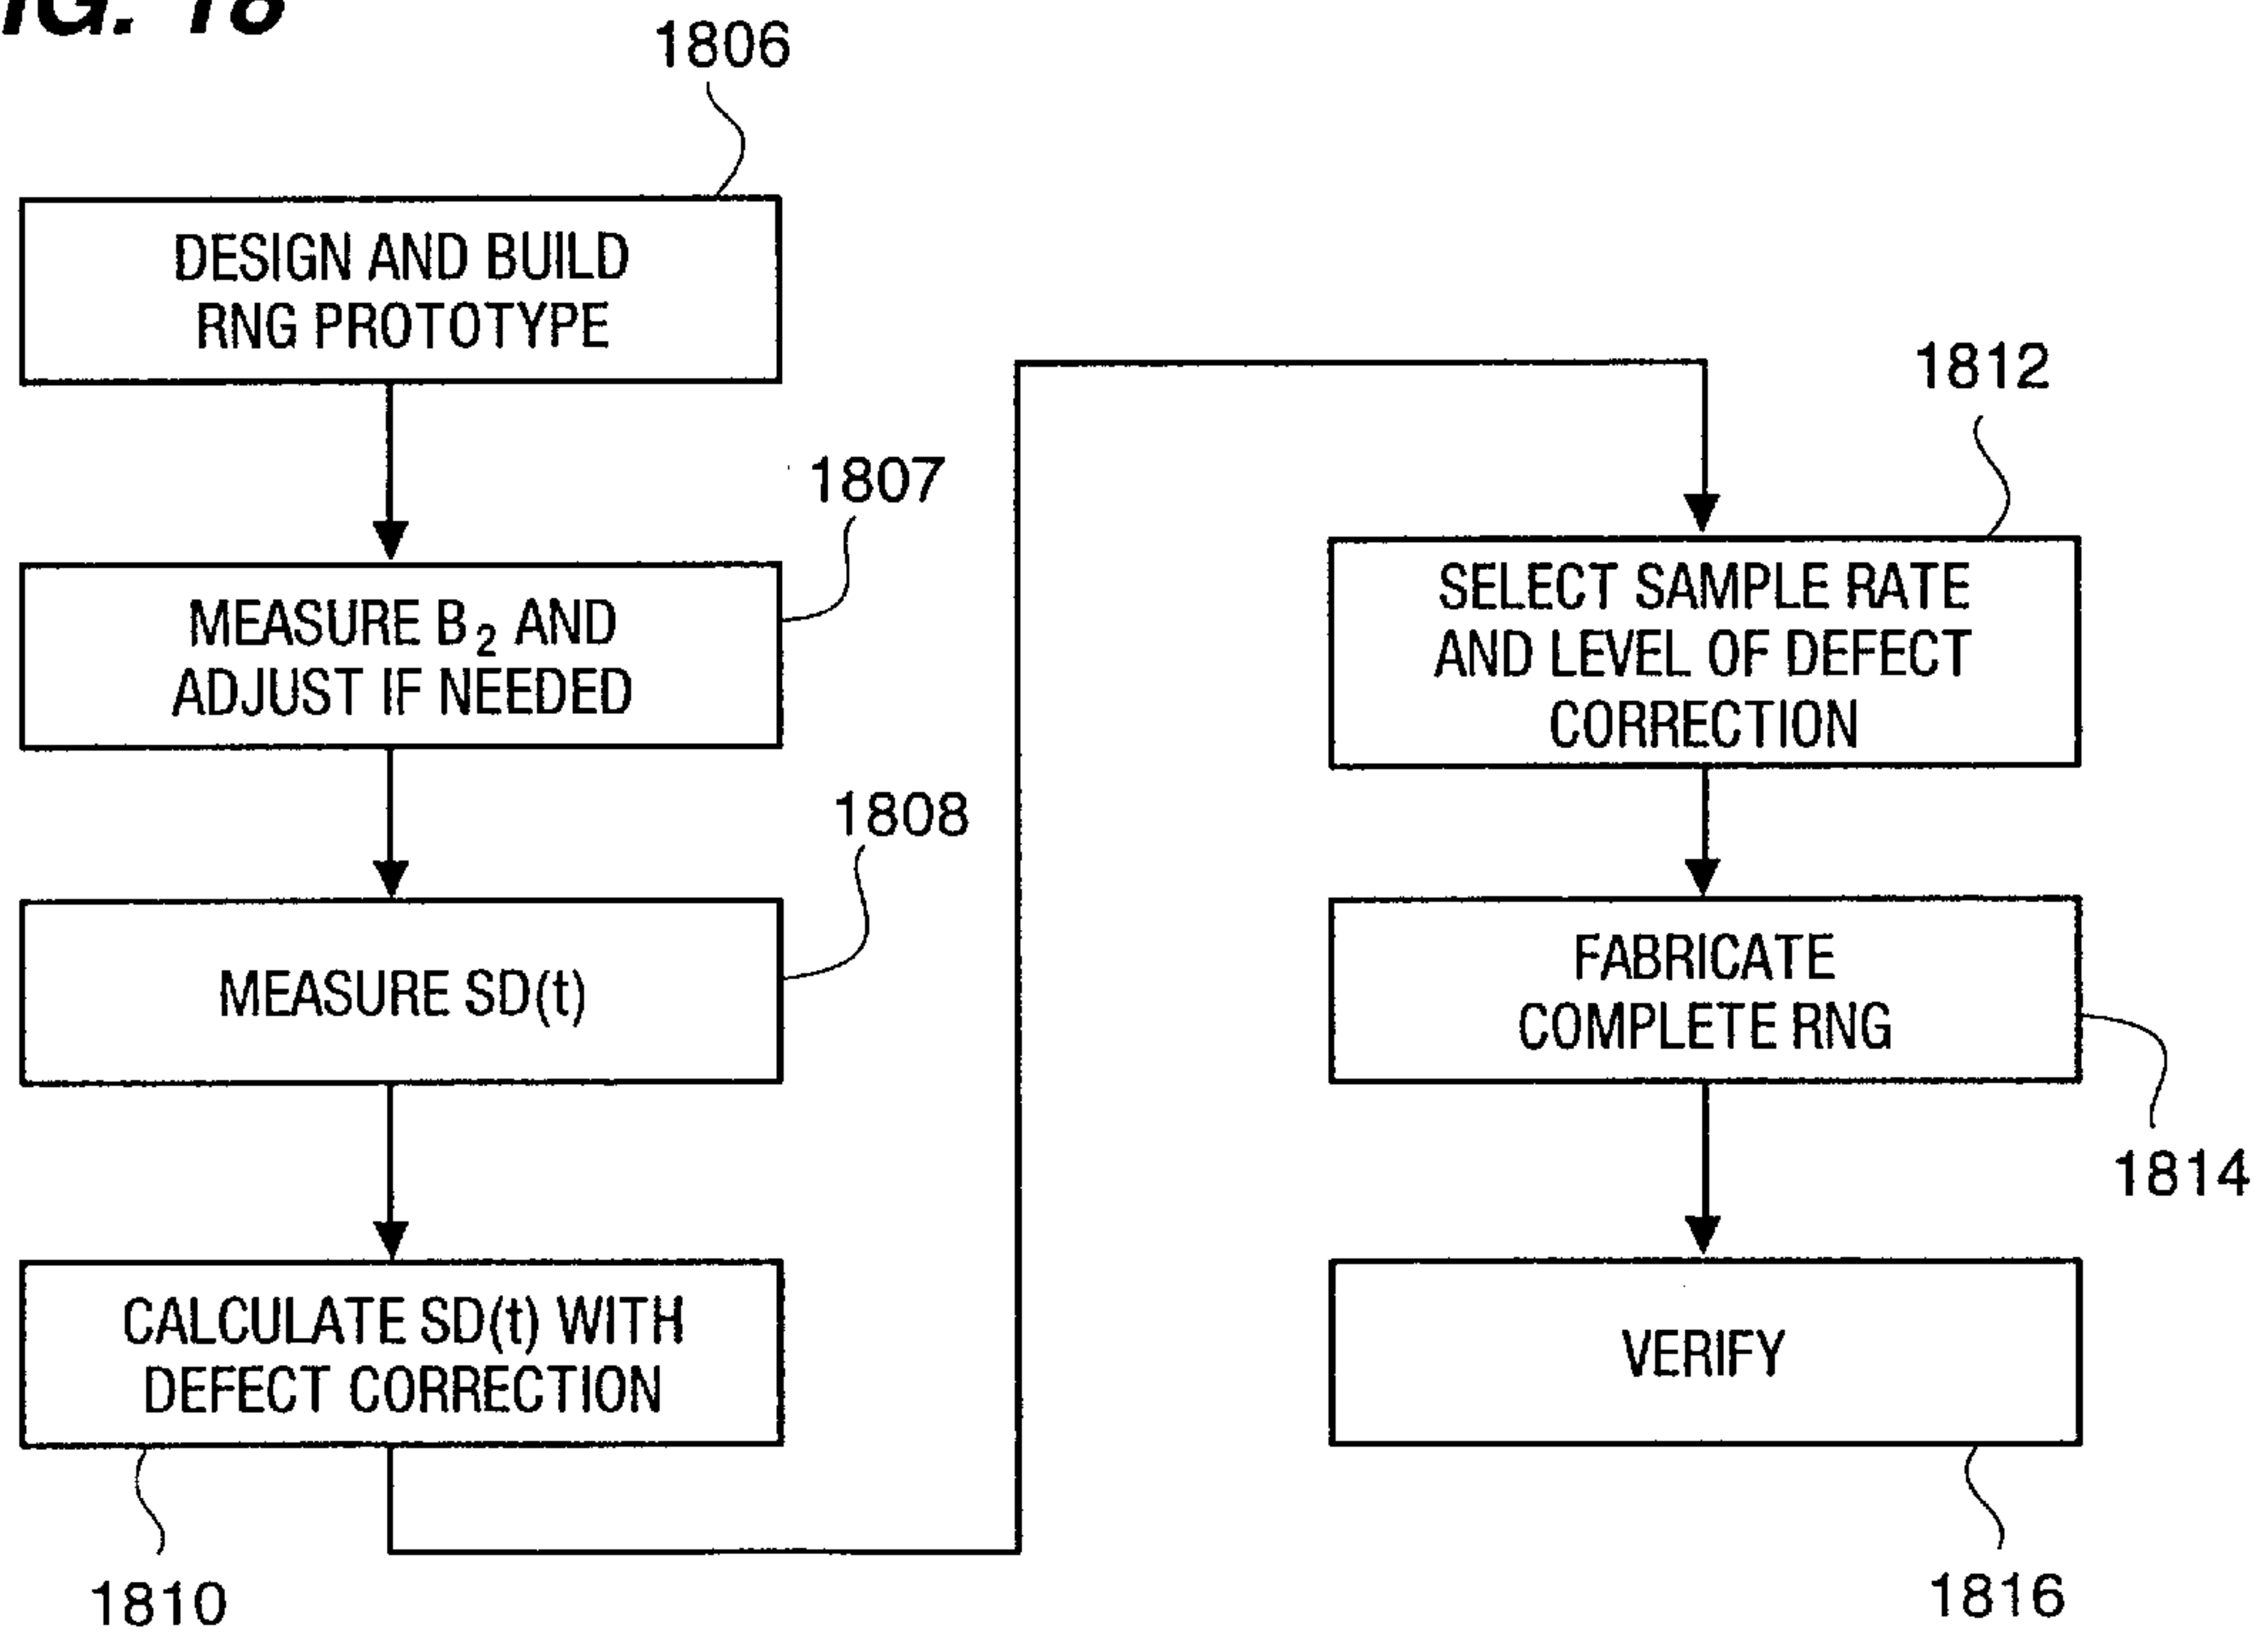 IG. 18
1806
DESIGN AND BUILD
RNG PROTOTYPE
1807
MEASURE B2 AND
ADJUST IF NEEDED
1808
MEASURE SD(t)
CALCULATE SD(t) WITH
DEFECT CORRECTION
1810
1812
SELECT SAMPLE RATE
AND LEVEL OF DEFECT
CORRECTION
FABRICATE
COMPLETE RNG
1814
VERIFY
1816